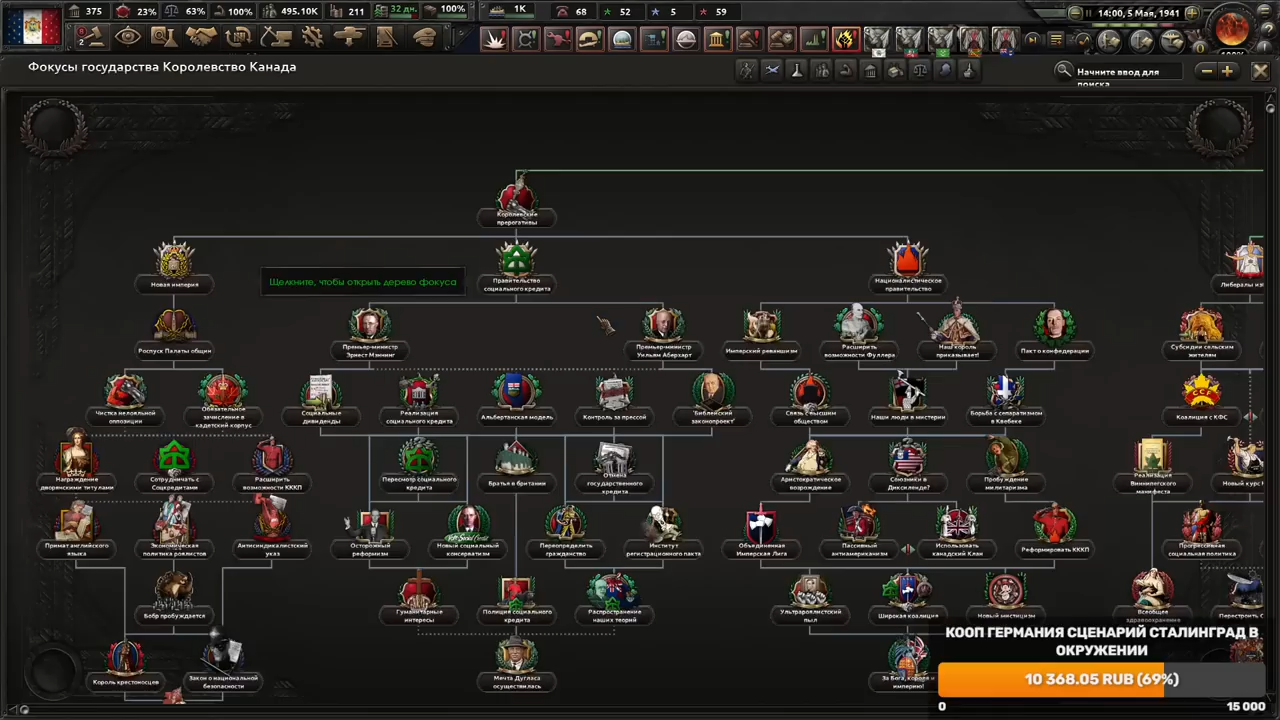 375 23% 63% 100% 495.10K 211 32 дн. 100% 1K 68 52 5 59 14:00, 5 Мая, 1941
Фокусы государства Королевство Канада
Начните ввод для
поиска
Королевские
прерогативы
Новая империя
Щелкните, чтобы открыть дерево фокуса
Правительство
социального кредита
Националистическое
правительство
Либералы из
Роспуск Палаты общин
Премьер-министр
Эрнест Мэннинг
Премьер-министр
Уильям Аберхарт
Имперский реваншизм
Расширить
возможности Фуллера
Наш король
приказывает!
Пакт о конфедерации
Субсидии сельским
жителям
Чистка нелояльной
оппозиции
Обязательное
зачисление в
кадетский корпус
Социальные
дивиденды
Реализация
социального кредита
Альбертанская модель
Контроль за прессой
"Библейский
законопроект"
Связь с высшим
обществом
Наши люди в мистерии
Борьба с сепаратизмом
в Квебеке
Коалиция с КФС
Награждение
дворянскими титулами
Сотрудничать с
Соцкредитами
Расширить
возможности КККП
Пересмотр социального
кредита
Братья в британии
Отмена
государственного
кредита
Аристократическое
возрождение
Союзники в
Диксиленде?
Пробуждение
милитаризма
Реализация
Виннипегского
манифеста
Новый курс
Примат английского
языка
Экономическая
политика роялистов
Антисиндикалистский
указ
Осторожный
реформизм
Новый социальный
консерватизм
Переопределить
гражданство
Институт
регистрационного пакта
Объединенная
Имперская Лига
Пассивный
антиамериканизм
Использовать
канадский Клан
Реформировать КККП
Прогрессивная
социальная политика
Бобр пробуждается
Гуманитарные
интересы
Полиция социального
кредита
Распространение
наших теорий
Ультрароялистский
пыл
Широкая коалиция
Новый мистицизм
Всеобщее
здравоохранение
Перестроить
Король крестоносцев
Закон о национальной
безопасности
Мечта Дугласа
осуществилась
За Бога, короля и
империю!
КООП ГЕРМАНИЯ СЦЕНАРИЙ СТАЛИНГРАД В
ОКРУЖЕНИИ
10 368.05 RUB (69%)
0 15 000